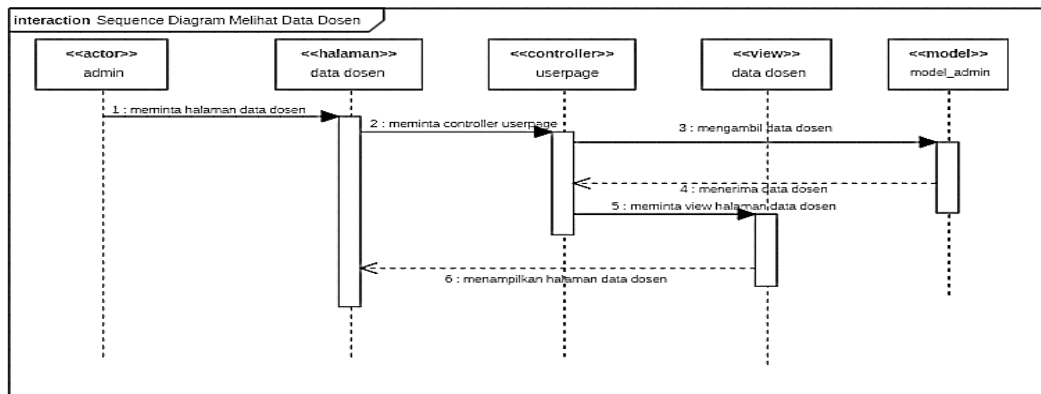 interaction Sequence Diagram Melihat Data Dosen
<<actor>>
admin
<<halaman>>
data dosen
<<controller>>
userpage
<<view>>
data dosen
<<model>>
model_admin
1 : meminta halaman data dosen
2 : meminta controller userpage
3 : mengambil data dosen
4 : menerima data dosen
5 : meminta view halaman data dosen
6 : menampilkan halaman data dosen